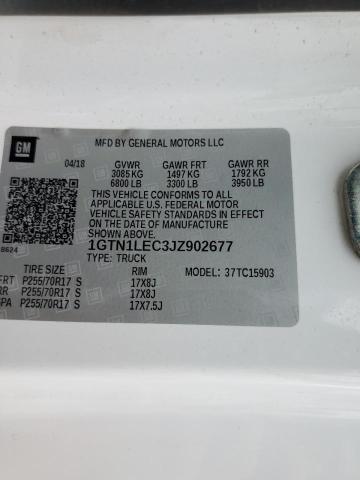 GM
MFD BY GENERAL MOTORS LLC
04/18 GVWR GAWR FRT GAWR RR
3085 KG 1497 KG 1792 KG
6800 LB 3300 LB 3950 LB
THIS VEHICLE CONFORMS TO ALL
APPLICABLE U.S. FEDERAL MOTOR
VEHICLE SAFETY STANDARDS IN EFFECT
ON THE DATE OF MANUFACTURE
SHOWN ABOVE.
8624 1GTN1LEC3JZ902677
TYPE: TRUCK MODEL: 37TC15903
TIRE SIZE RIM
FRT P255/70R17 S 17X8J
RR P255/70R17 S 17X8J
SPA P255/70R17 S 17X7.5J